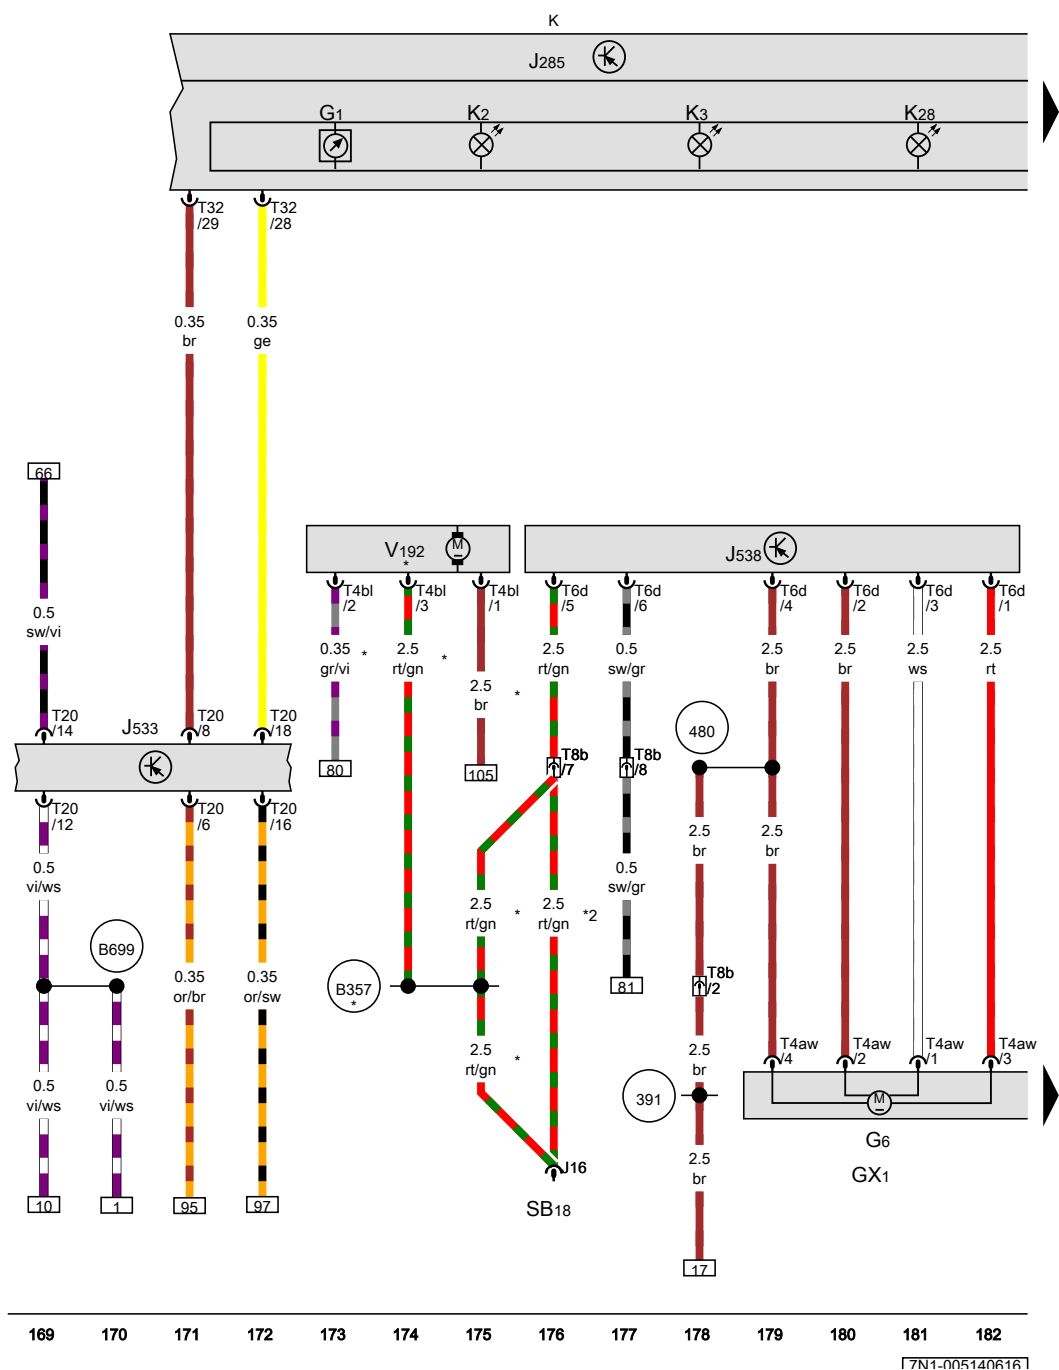 K
J285
G1 K2 K3 K28
T32 /29
T32 /28
0.35 br
0.35 ge
66
0.5 sw/vi
V192
*
J538
M
T4bl /2
T4bl /3
T4bl /1
T6d /5
T6d /6
T6d /4
T6d /2
T6d /3
T6d /1
0.35 gr/vi
*
2.5 rt/gn
*
2.5 br
*
2.5 rt/gn
0.5 sw/gr
2.5 br
2.5 br
2.5 ws
2.5 rt
T20 /14
J533
T20 /8
T20 /18
80
105
T8b /7
T8b /8
480
T20 /12
T20 /6
T20 /16
2.5 br
2.5 br
0.5 vi/ws
0.5 sw/gr
2.5 rt/gn
*
2.5 rt/gn
*2
B699
0.35 or/br
0.35 or/sw
B357
*
81
T8b /2
2.5 rt/gn
*
2.5 br
T4aw /4
T4aw /2
T4aw /1
T4aw /3
0.5 vi/ws
0.5 vi/ws
391
M
G6
GX1
2.5 br
J16
SB18
10
1
95
97
17
169 170 171 172 173 174 175 176 177 178 179 180 181 182
7N1-005140616